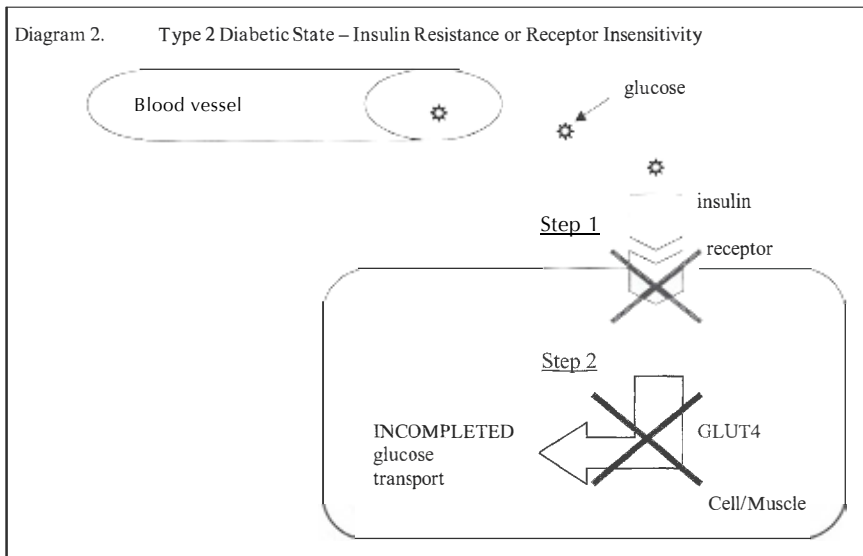 Diagram 2. Type 2 Diabetic State – Insulin Resistance or Receptor Insensitivity
Blood vessel
glucose
insulin
Step 1
receptor
Step 2
INCOMPLETED
glucose
transport
GLUT4
Cell/Muscle